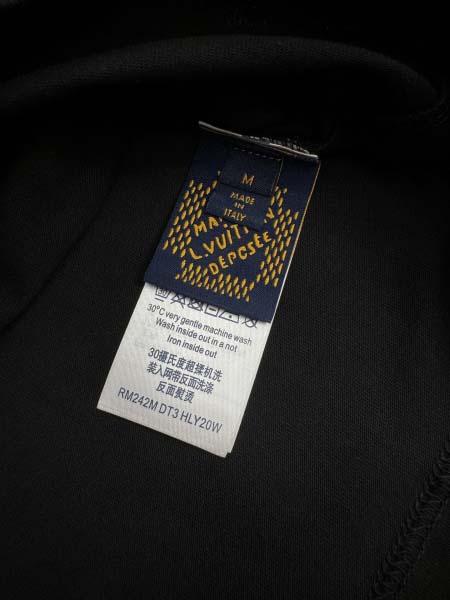 M
MADE
IN
ITALY
L.VUITTON
DÉPOSÉE
30°C very gentle machine wash
Wash inside out in a not
Iron inside out
30攝氏度超揉机洗
装入网带反面洗涤
反面熨烫
RM242M DT3 HLY20W